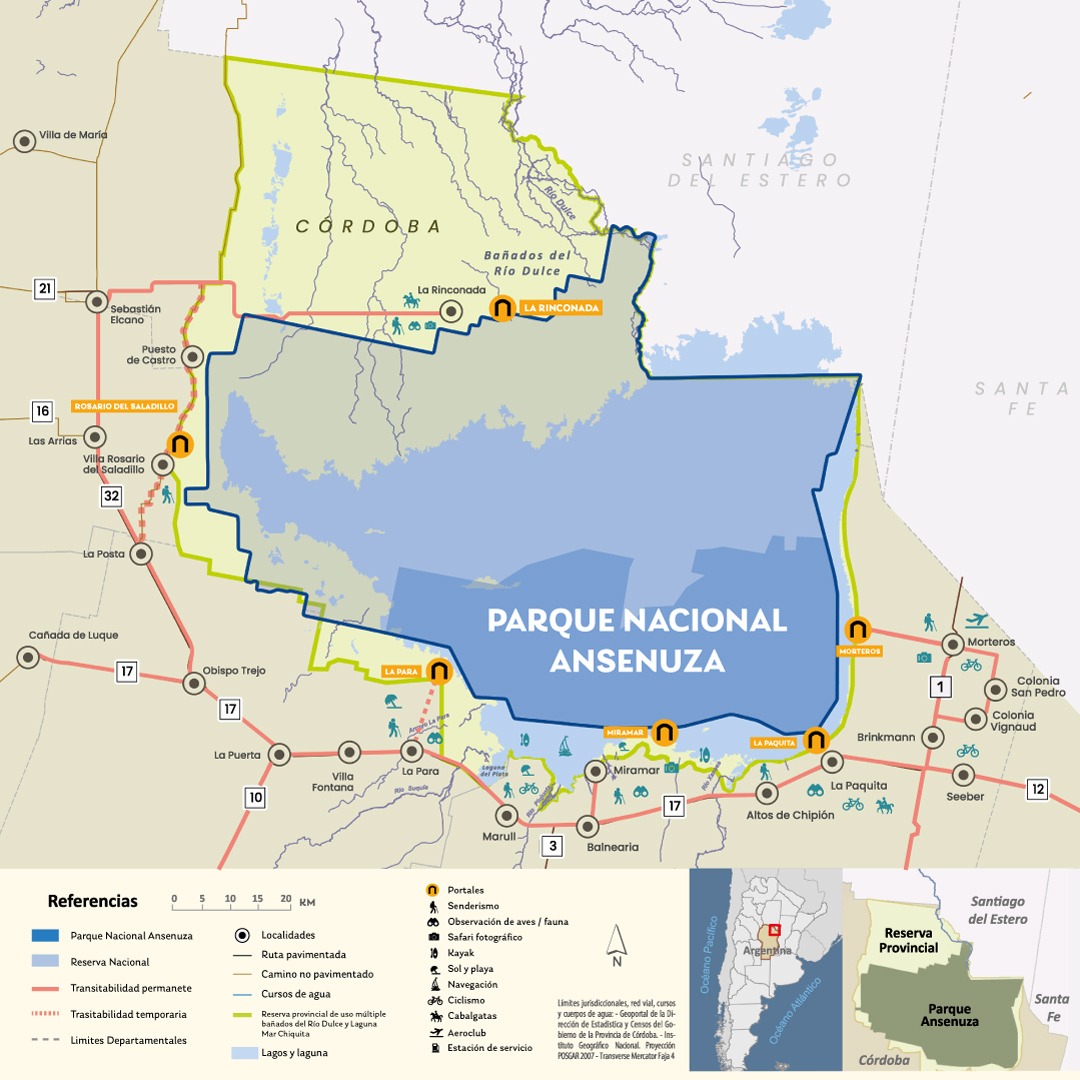 Villa de María
SANTIAGO
DEL ESTERO
Río Dulce
CÓRDOBA
Bañados del
Río Dulce
21
La Rinconada
LA RINCONADA
Sebastián
Elcano
Puesto
de Castro
SANTA
FE
ROSARIO DEL SALADILLO
16
Las Arrias
Villa Rosario
del Saladillo
32
La Posta
PARQUE NACIONAL
ANSENUZA
Cañada de Luque
Morteros
MORTEROS
17
Obispo Trejo
LA PARA
Colonia
San Pedro
1
17
Colonia
Vignaud
Arroyo La Para
MIRAMAR
LA PAQUITA
Brinkmann
La Puerta
Villa
Fontana
La Para
Laguna
del Plata
Miramar
La Paquita
Seeber
12
10
Río Suquía
17
Altos de Chipión
Marull
3
Balnearia
Referencias
0 5 10 15 20 KM
Parque Nacional Ansenuza
Reserva Nacional
Transitabilidad permanete
Trasitabilidad temporaria
Limites Departamentales
Localidades
Ruta pavimentada
Camino no pavimentado
Cursos de agua
Reserva provincial de uso múltiple
bañados del Río Dulce y Laguna
Mar Chiquita
Lagos y laguna
Portales
Senderismo
Observación de aves / fauna
Safari fotográfico
Kayak
Sol y playa
Navegación
Ciclismo
Cabalgatas
Aeroclub
Estación de servicio
N
Límites jurisdiccionales, red vial, cursos
y cuerpos de agua: - Geoportal de la Di-
rección de Estadística y Censos del Go-
bierno de la Provincia de Córdoba. - Ins-
tituto Geográfico Nacional. Proyección
POSGAR 2007 - Transverse Mercator Faja 4
Océano Pacífico
Argentina
Océano Atlántico
Santiago
del Estero
Reserva
Provincial
Parque
Ansenuza
Santa
Fe
Córdoba